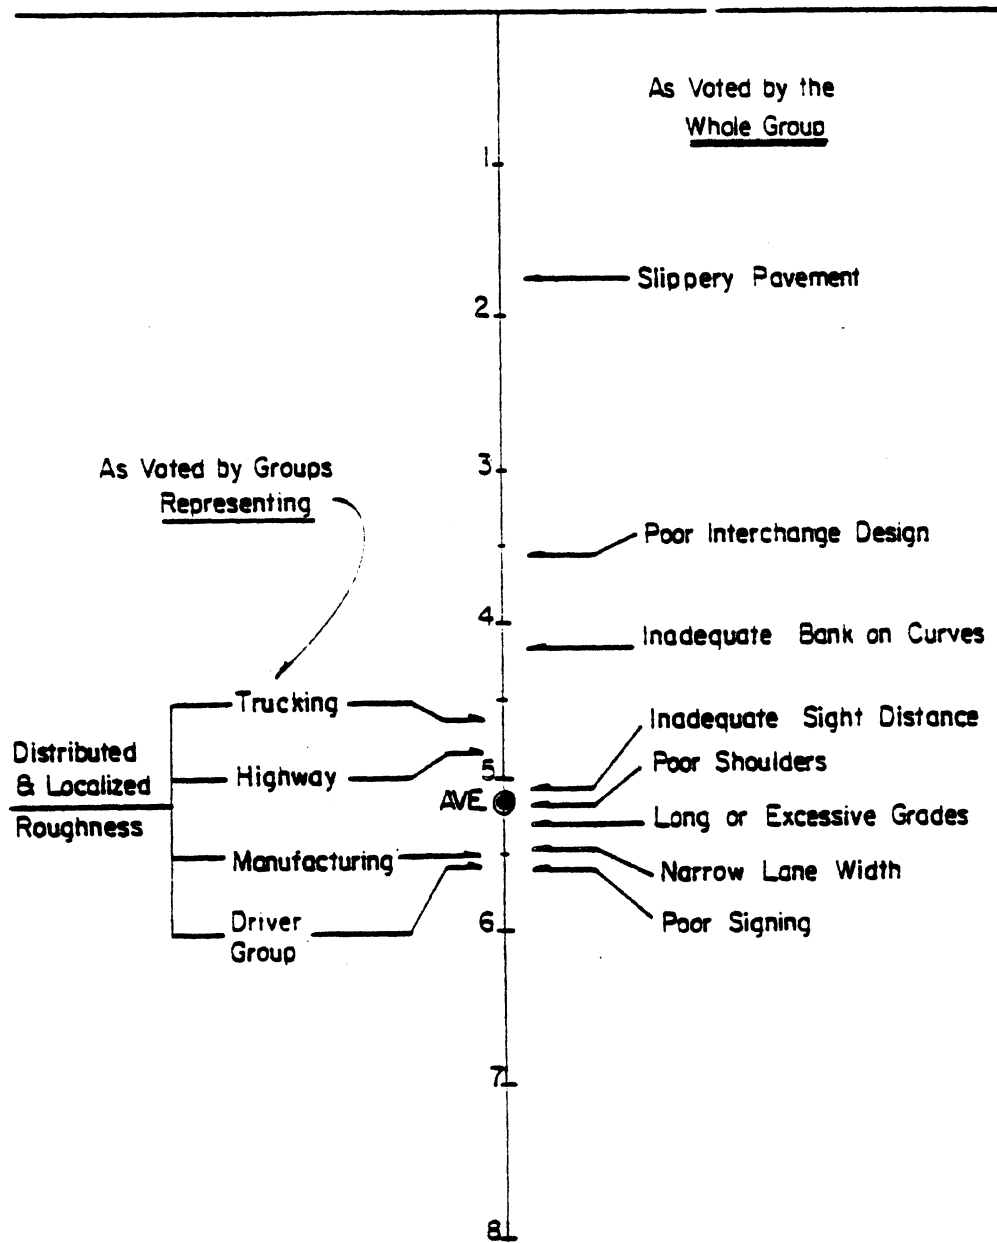 As Voted by the
Whole Group
1
Slippery Pavement
2
3
As Voted by Groups
Representing
Poor Interchange Design
4
Inadequate Bank on Curves
Trucking
Inadequate Sight Distance
Distributed
& Localized
Roughness
Highway
5
Poor Shoulders
AVE
Long or Excessive Grades
Manufacturing
Narrow Lane Width
Driver
Group
6
Poor Signing
7
8